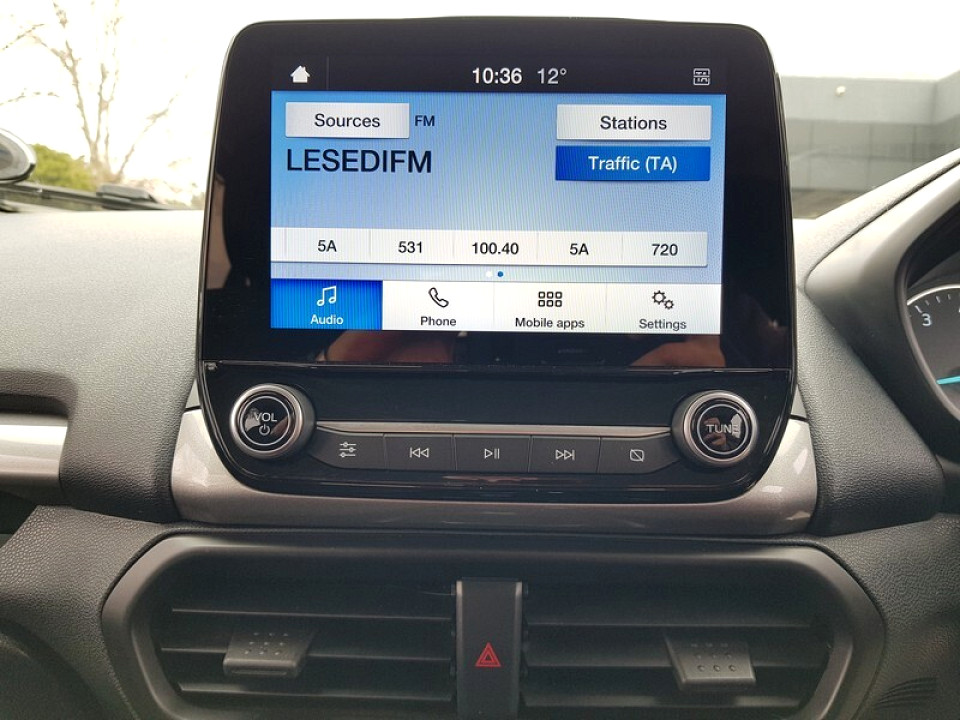 10:36 12°
TA
Sources FM Stations
LESEDIFM Traffic (TA)
5A 531 100.40 5A 720
Audio Phone Mobile apps Settings
VOL TUNE
3